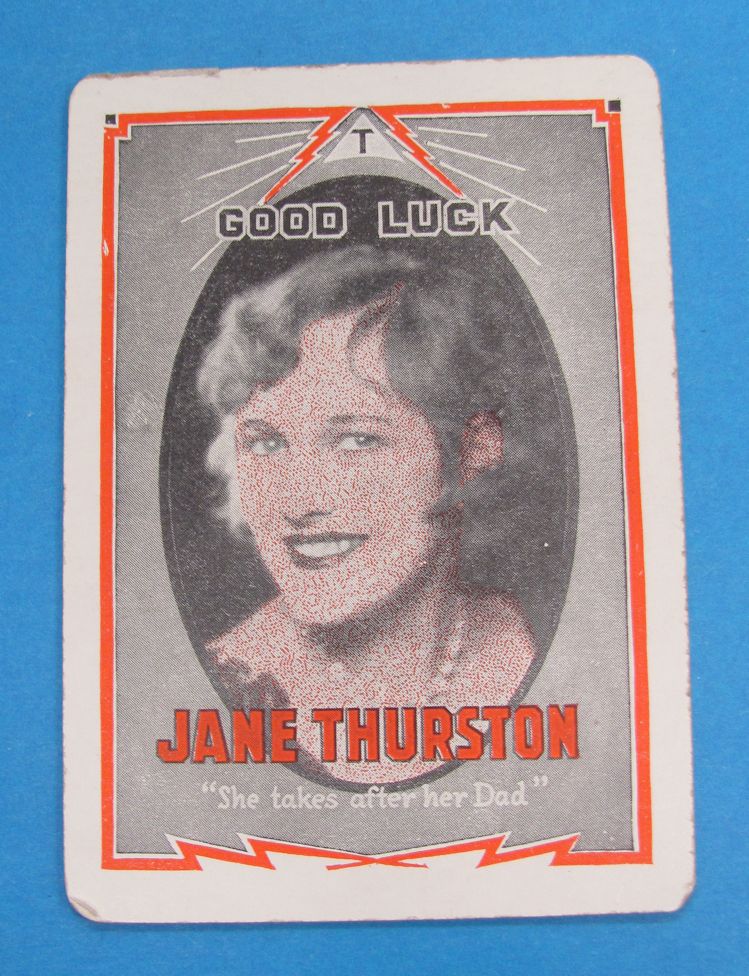 T
GOOD LUCK
JANE THURSTON
"She takes after her Dad"